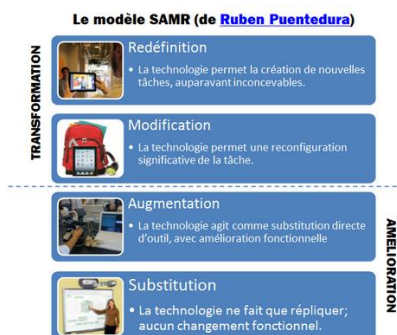 Le modèle SAMR (de Ruben Puentedura)
TRANSFORMATION
Redéfinition
• La technologie permet la création de nouvelles
tâches, auparavant inconcevables.
Modification
• La technologie permet une reconfiguration
significative de la tâche.
Augmentation
• La technologie agit comme substitution directe
d'outil, avec amélioration fonctionnelle
AMELIORATION
Substitution
• La technologie ne fait que répliquer;
aucun changement fonctionnel.